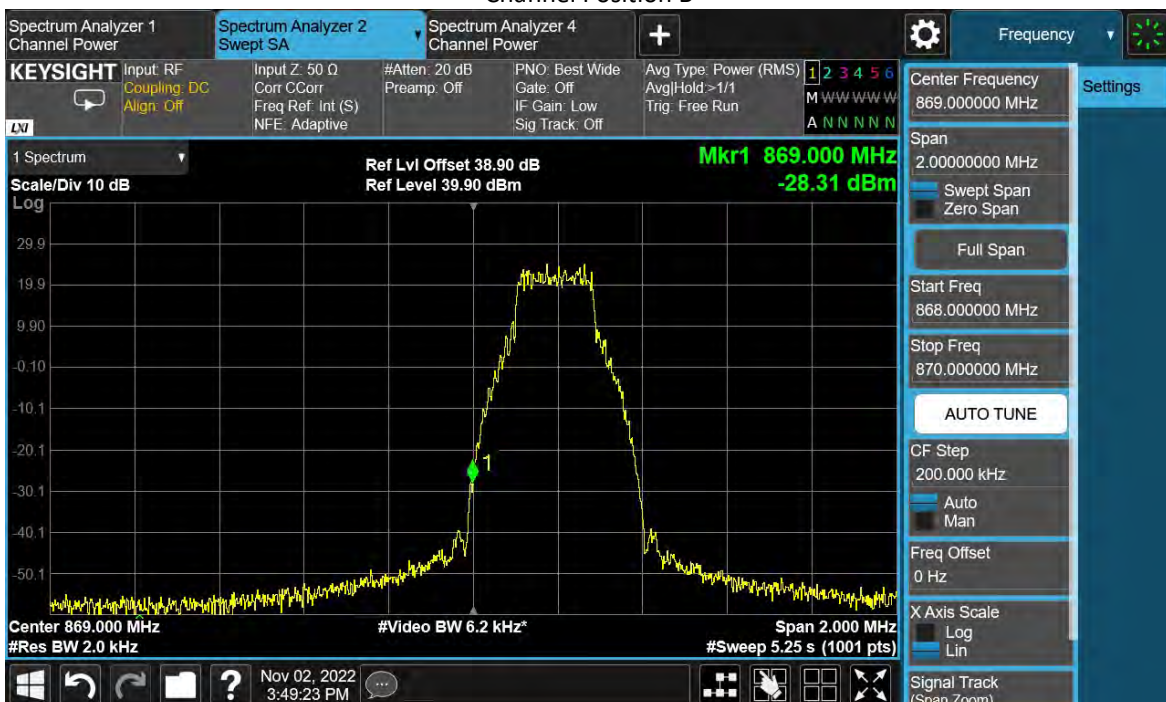 Channel Position B
Spectrum Analyzer 1
Channel Power
Spectrum Analyzer 2
Swept SA
Spectrum Analyzer 4
Channel Power
+
Frequency
KEYSIGHT
LXI
Input: RF
Coupling: DC
Align: Off
Input Z: 50 Ω
Corr CCorr
Freq Ref: Int (S)
NFE: Adaptive
#Atten: 20 dB
Preamp: Off
PNO: Best Wide
Gate: Off
IF Gain: Low
Sig Track: Off
Avg Type: Power (RMS)
Avg|Hold:>1/1
Trig: Free Run
1 2 3 4 5 6
M W W W W W
A N N N N N
1 Spectrum
Scale/Div 10 dB
Log
Ref Lvl Offset 38.90 dB
Ref Level 39.90 dBm
Mkr1 869.000 MHz
-28.31 dBm
29.9
19.9
9.90
-0.10
-10.1
-20.1
-30.1
-40.1
-50.1
1
Center 869.000 MHz
#Res BW 2.0 kHz
#Video BW 6.2 kHz*
Span 2.000 MHz
#Sweep 5.25 s (1001 pts)
Center Frequency
869.000000 MHz
Settings
Span
2.00000000 MHz
Swept Span
Zero Span
Full Span
Start Freq
868.000000 MHz
Stop Freq
870.000000 MHz
AUTO TUNE
CF Step
200.000 kHz
Auto
Man
Freq Offset
0 Hz
X Axis Scale
Log
Lin
Signal Track
(Span Zoom)
?
Nov 02, 2022
3:49:23 PM